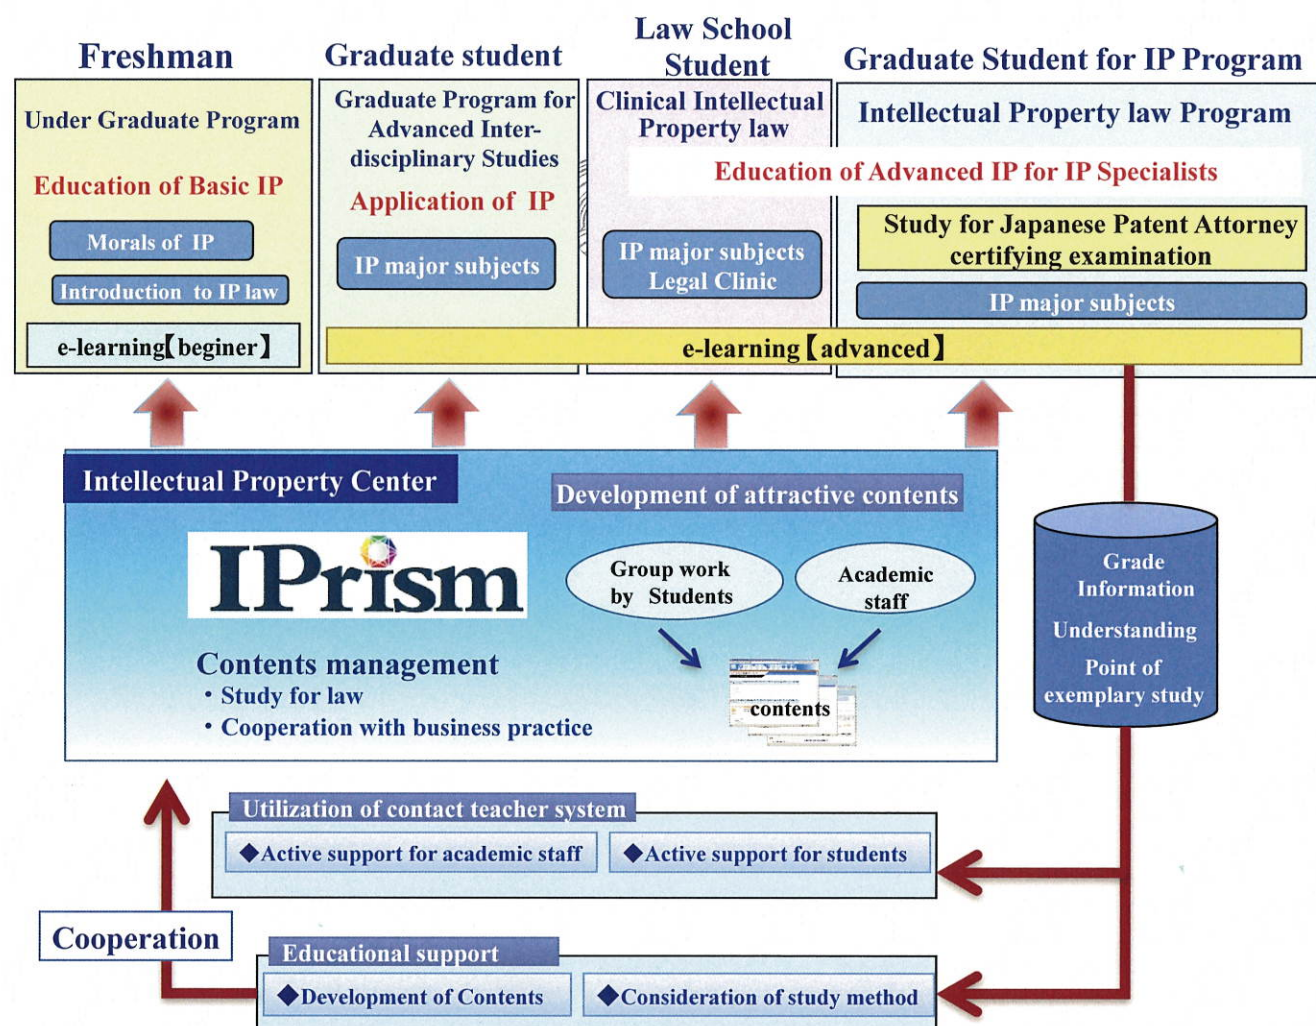 Freshman
Under Graduate Program
Education of Basic IP
Morals of IP
Introduction to IP law
e-learning【beginer】
Graduate student
Graduate Program for
Advanced Inter-
disciplinary Studies
Application of IP
IP major subjects
Law School
Student
Clinical Intellectual
Property law
IP major subjects
Legal Clinic
Graduate Student for IP Program
Intellectual Property law Program
Education of Advanced IP for IP Specialists
Study for Japanese Patent Attorney
certifying examination
IP major subjects
e-learning【advanced】
Intellectual Property Center
IPrism
Contents management
・Study for law
・Cooperation with business practice
Development of attractive contents
Group work
by Students
Academic
staff
contents
Grade
Information
Understanding
Point of
exemplary study
Utilization of contact teacher system
◆Active support for academic staff
◆Active support for students
Cooperation
Educational support
◆Development of Contents
◆Consideration of study method